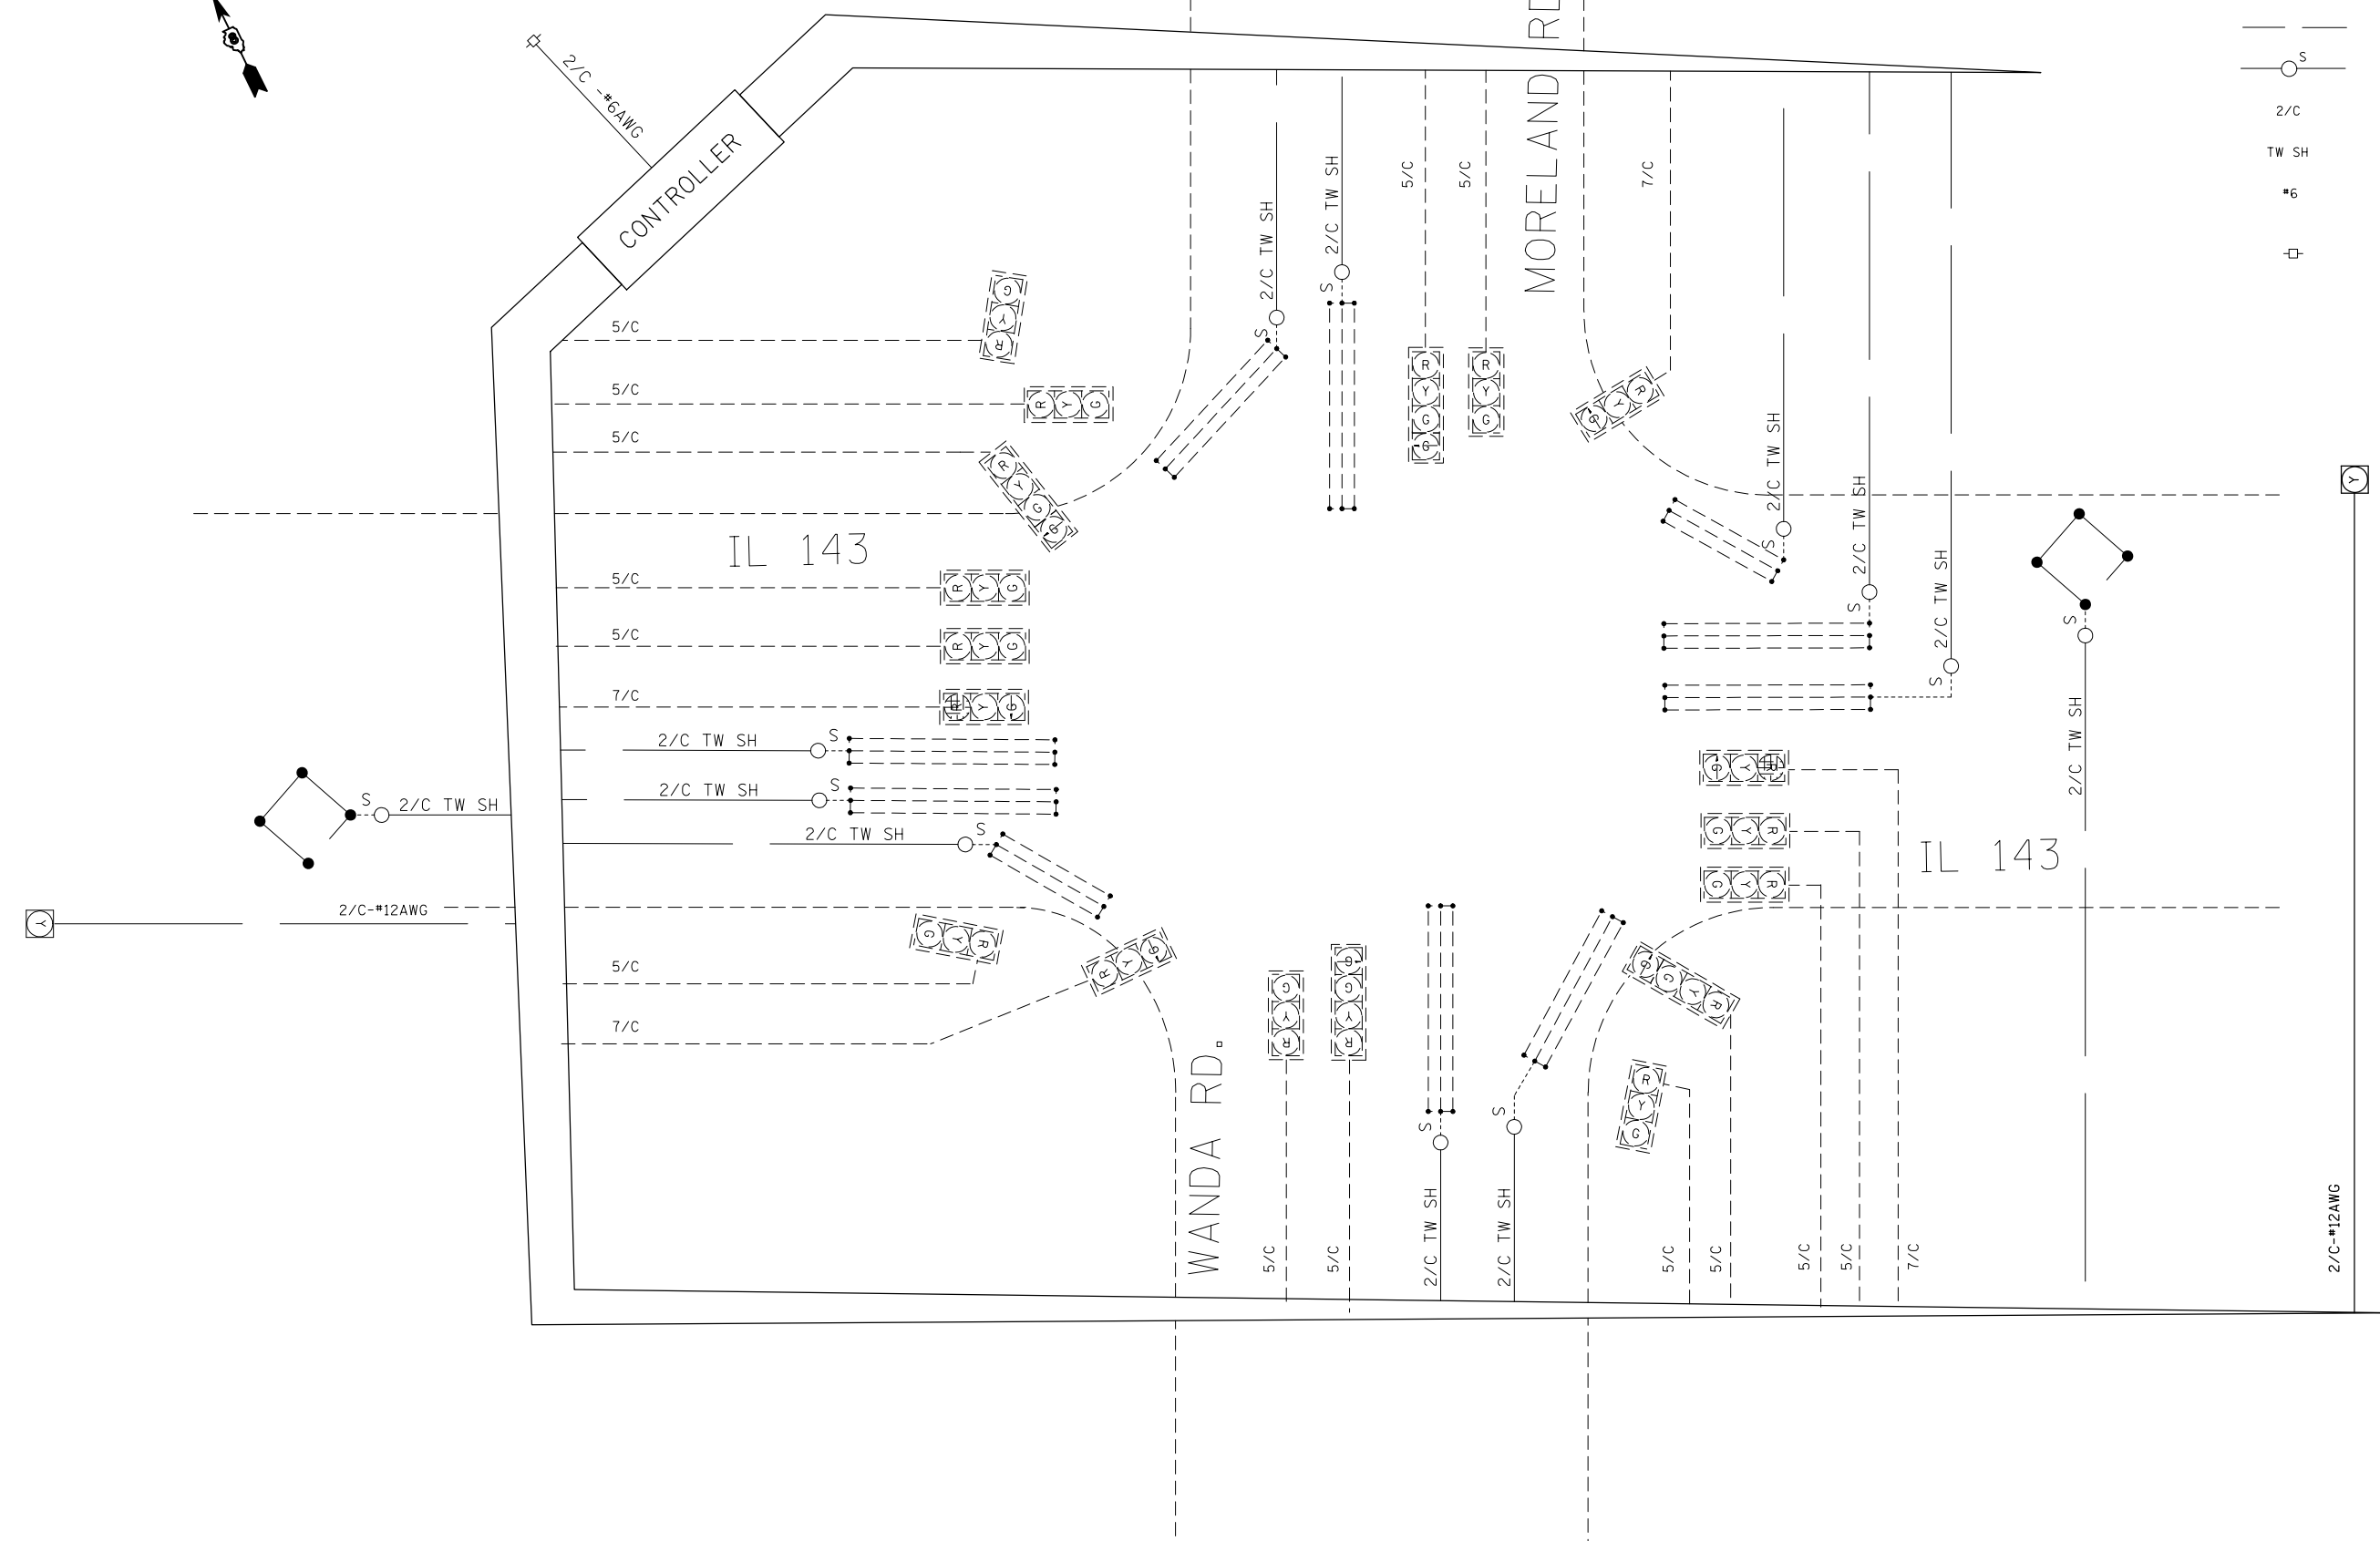 S
2/C
TW SH
#6
2/C -#6AWG
CONTROLLER
MORELAND RD
2/C TW SH
2/C TW SH
5/C
5/C
7/C
S
S
5/C
G
Y
R
5/C
R Y G
5/C
R Y G G
R
Y
G
G
R
Y
G
R Y G
Y
IL 143
2/C TW SH
S
2/C TW SH
S
2/C TW SH
S
S
2/C TW SH
5/C
R Y G
5/C
R Y G
7/C
R Y G
2/C TW SH
S
2/C TW SH
S
2/C TW SH
S
S
2/C TW SH
G Y R
G Y R
G Y R
IL 143
Y
2/C-#12AWG
5/C
G Y R
7/C
R Y G
G
Y
R
G
G
Y
R
G G Y R
R
Y
G
WANDA RD.
S
S
5/C
5/C
2/C TW SH
2/C TW SH
5/C
5/C
5/C
5/C
7/C
2/C-#12AWG